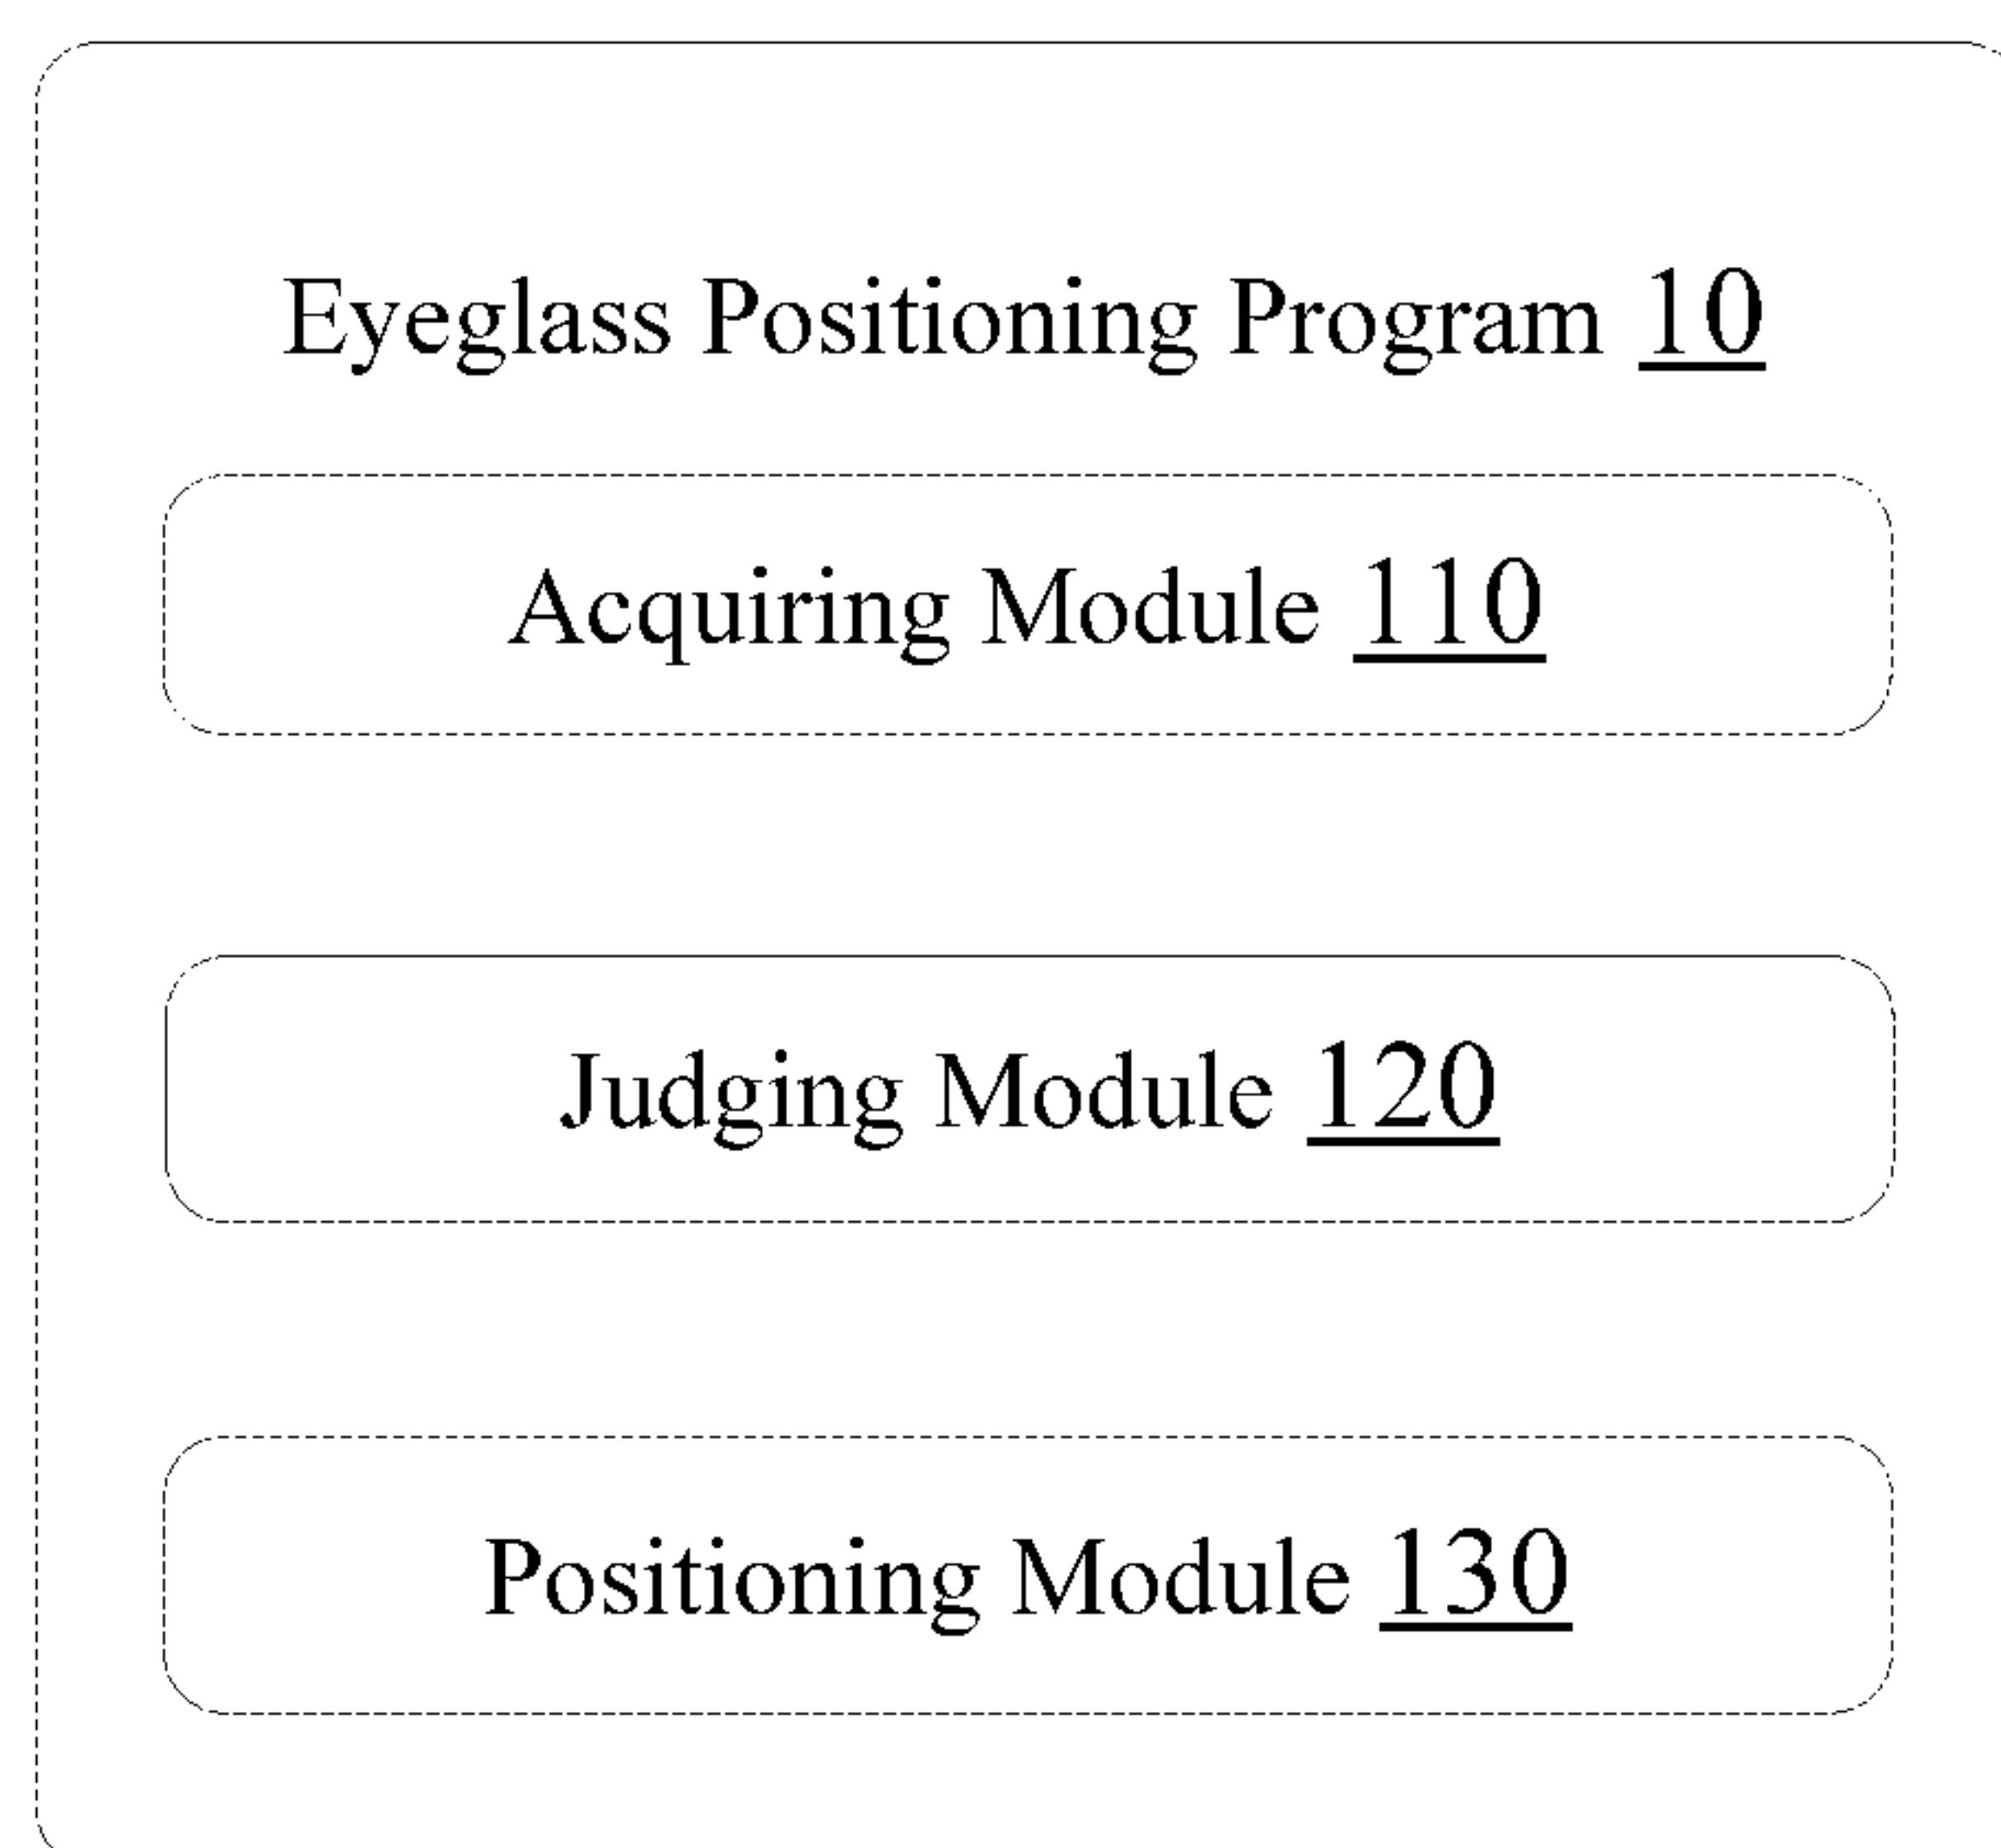 Eyeglass Positioning Program 10
Acquiring Module 110
Judging Module 120
Positioning Module 130